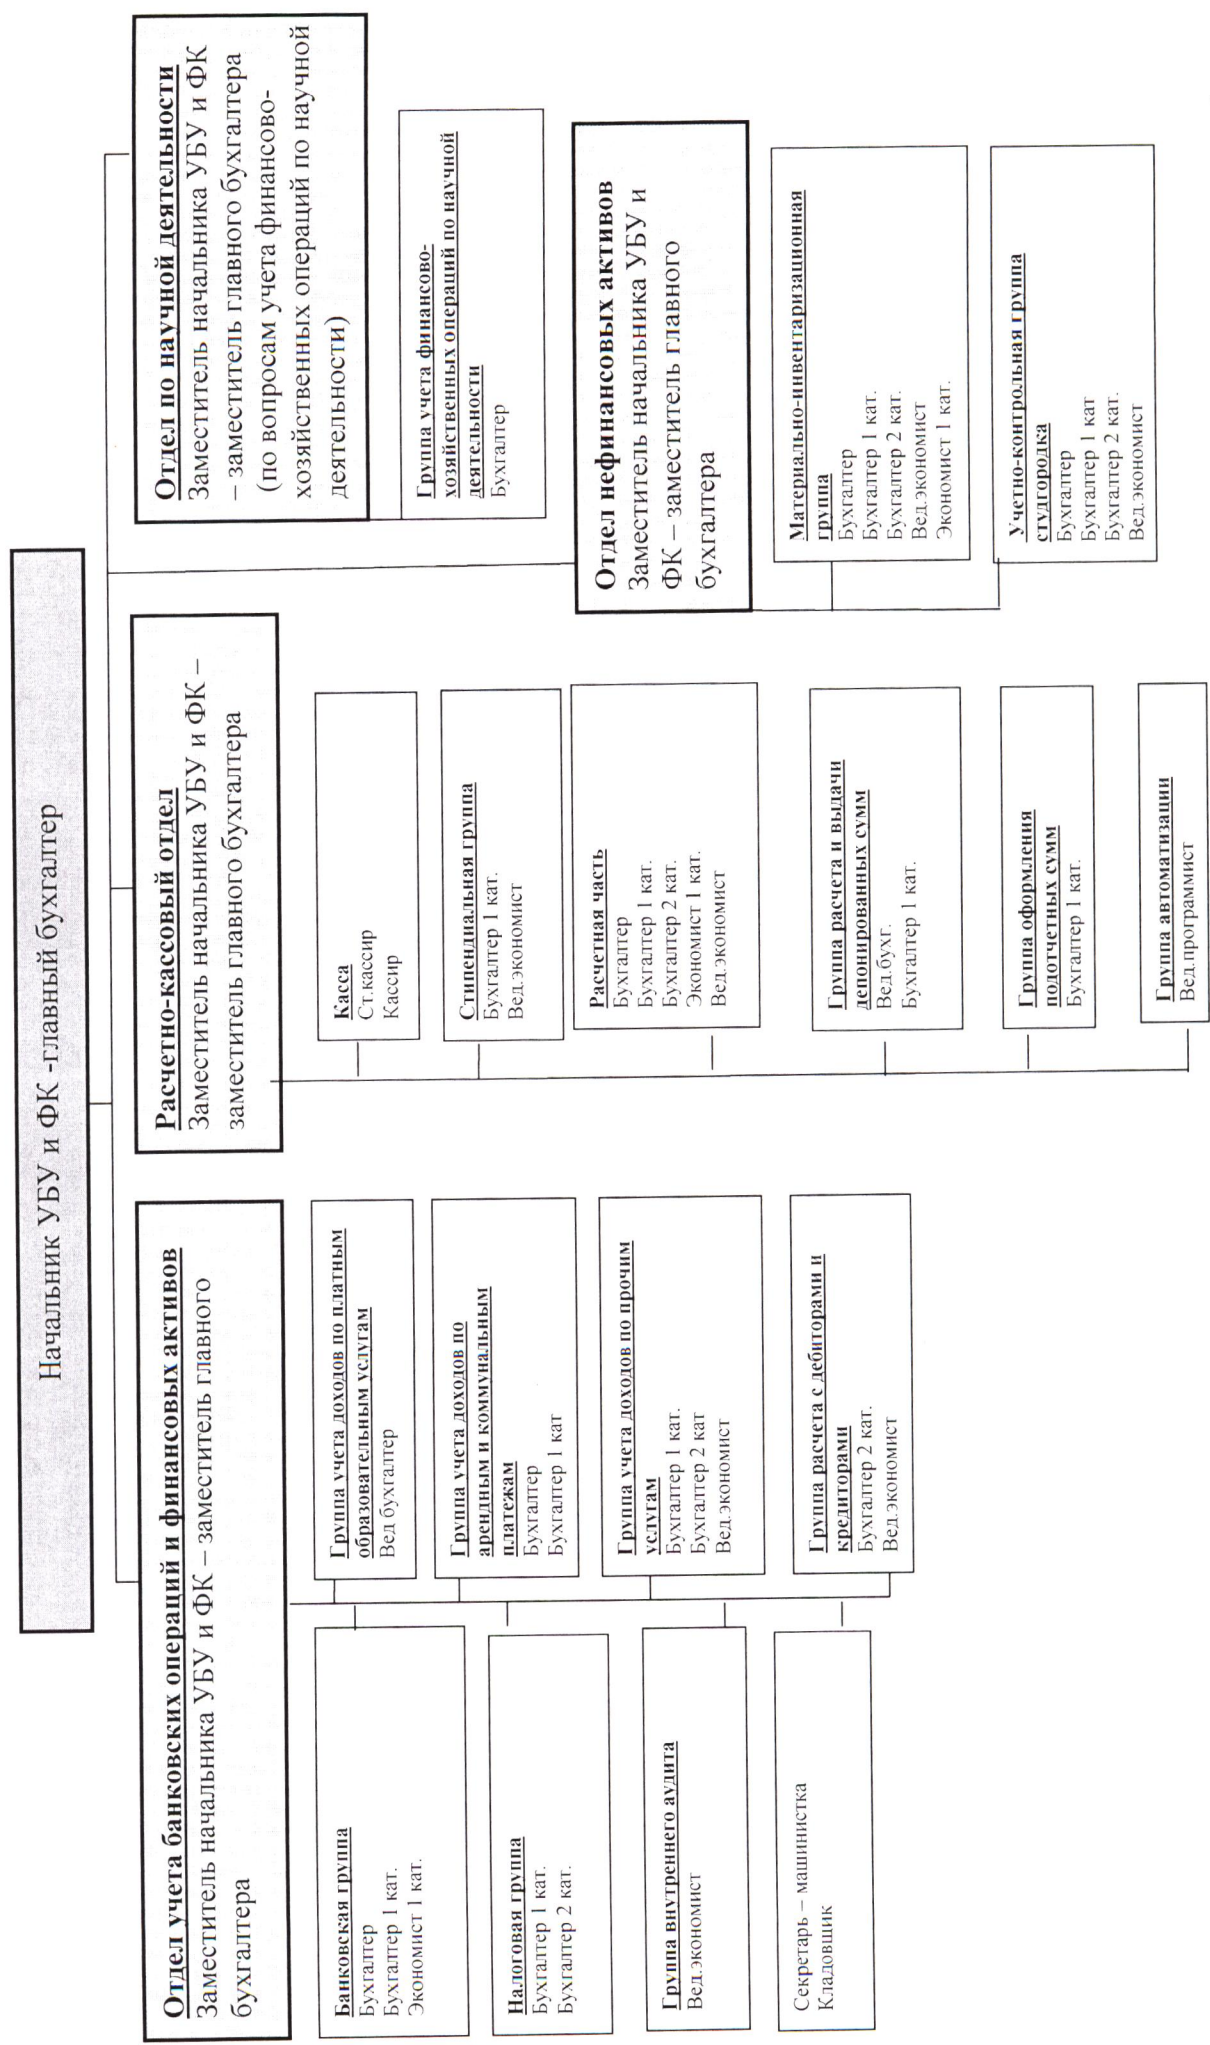 Начальник УБУ и ФК -главный бухгалтер
Отдел учета банковских операций и финансовых активов
Заместитель начальника УБУ и ФК – заместитель главного
бухгалтера
Банковская группа
Бухгалтер
Бухгалтер 1 кат.
Экономист 1 кат.
Налоговая группа
Бухгалтер 1 кат.
Бухгалтер 2 кат.
Группа внутреннего аудита
Вед.экономист
Секретарь – машинистка
Кладовщик
Группа учета доходов по платным
образовательным услугам
Вед бухгалтер
Группа учета доходов по
арендным и коммунальным
платежам
Бухгалтер
Бухгалтер 1 кат
Группа учета доходов по прочим
услугам
Бухгалтер 1 кат.
Бухгалтер 2 кат
Вед.экономист
Группа расчета с дебиторами и
кредиторами
Бухгалтер 2 кат.
Вед.экономист
Расчетно-кассовый отдел
Заместитель начальника УБУ и ФК –
заместитель главного бухгалтера
Касса
Ст.кассир
Кассир
Стипендиальная группа
Бухгалтер 1 кат.
Вед.экономист
Расчетная часть
Бухгалтер
Бухгалтер 1 кат.
Бухгалтер 2 кат.
Экономист 1 кат.
Вед.экономист
Группа расчета и выдачи
депонированных сумм
Вед.бухг.
Бухгалтер 1 кат.
Группа оформления
подотчетных сумм
Бухгалтер 1 кат.
Группа автоматизации
Вед.программист
Отдел по научной деятельности
Заместитель начальника УБУ и ФК
– заместитель главного бухгалтера
(по вопросам учета финансово-
хозяйственных операций по научной
деятельности)
Группа учета финансово-
хозяйственных операций по научной
деятельности
Бухгалтер
Отдел нефинансовых активов
Заместитель начальника УБУ и
ФК – заместитель главного
бухгалтера
Материально-инвентаризационная
группа
Бухгалтер
Бухгалтер 1 кат.
Бухгалтер 2 кат.
Вед.экономист
Экономист 1 кат.
Учетно-контрольная группа
студгородка
Бухгалтер
Бухгалтер 1 кат
Бухгалтер 2 кат.
Вед.экономист